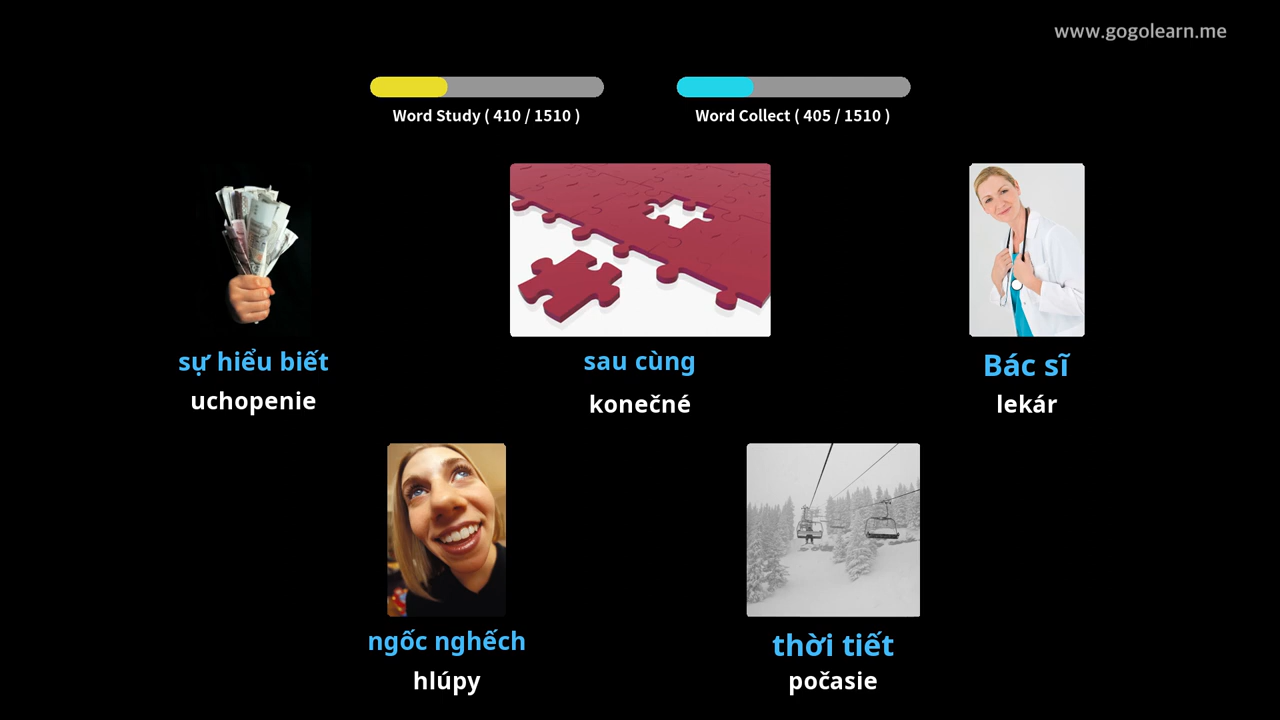 www.gogolearn.me
Word Study ( 410 / 1510 )
Word Collect ( 405 / 1510 )
sự hiểu biết
uchopenie
sau cùng
konečné
Bác sĩ
lekár
ngốc nghếch
hlúpy
thời tiết
počasie